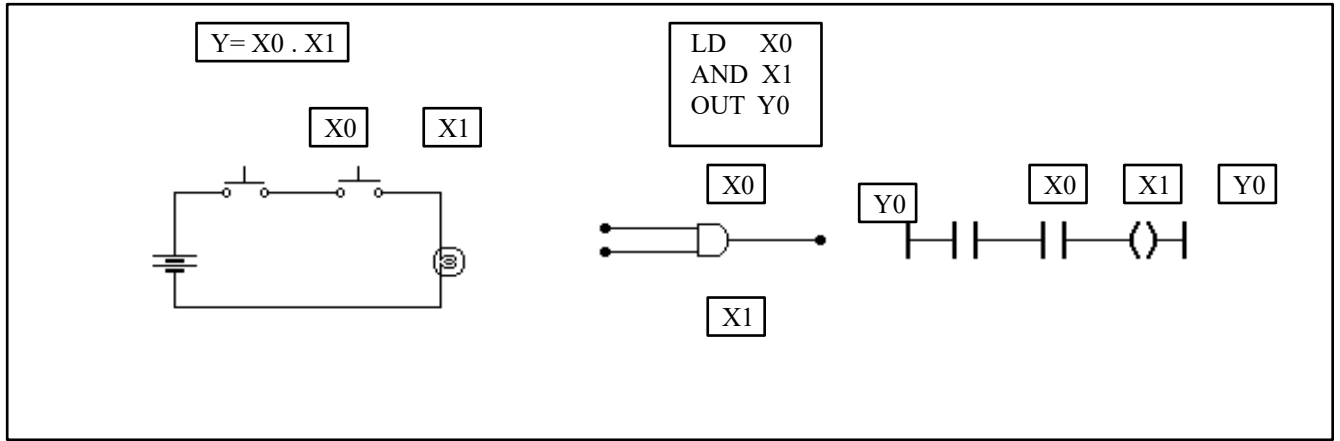 Y= X0 . X1
LD X0
AND X1
OUT Y0
X0 X1
X0
X1
Y0
X0 X1 Y0